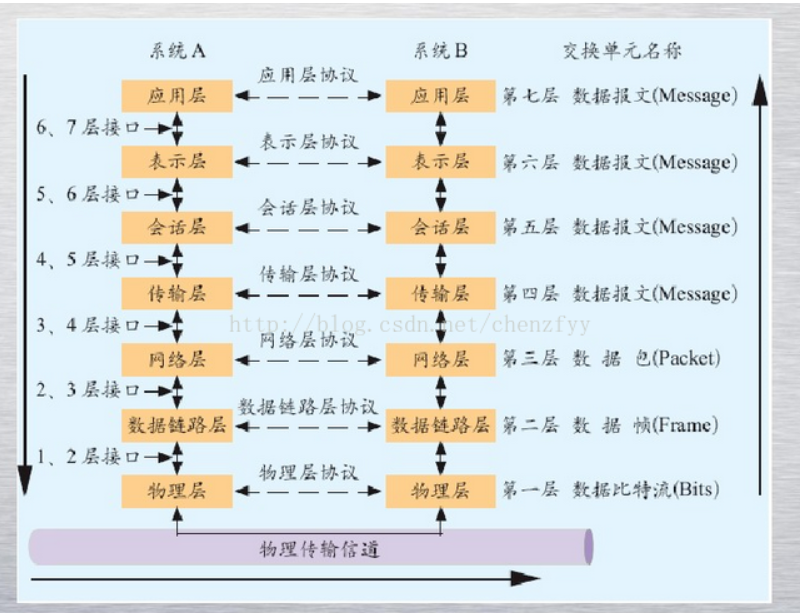 系统A 系统B 交换单元名称
应用层协议
应用层 应用层 第七层 数据报文(Message)
6、7层接口
表示层协议
表示层 表示层 第六层 数据报文(Message)
5、6层接口
会话层协议
会话层 会话层 第五层 数据报文(Message)
4、5层接口
传输层协议
传输层 传输层 第四层 数据报文(Message)
3、4层接口
http://blog.csdn.net/chenzfyy
网络层协议
网络层 网络层 第三层 数 据 包(Packet)
2、3层接口
数据链路层协议
数据链路层 数据链路层 第二层 数 据 帧(Frame)
1、2层接口
物理层协议
物理层 物理层 第一层 数据比特流(Bits)
物理传输信道